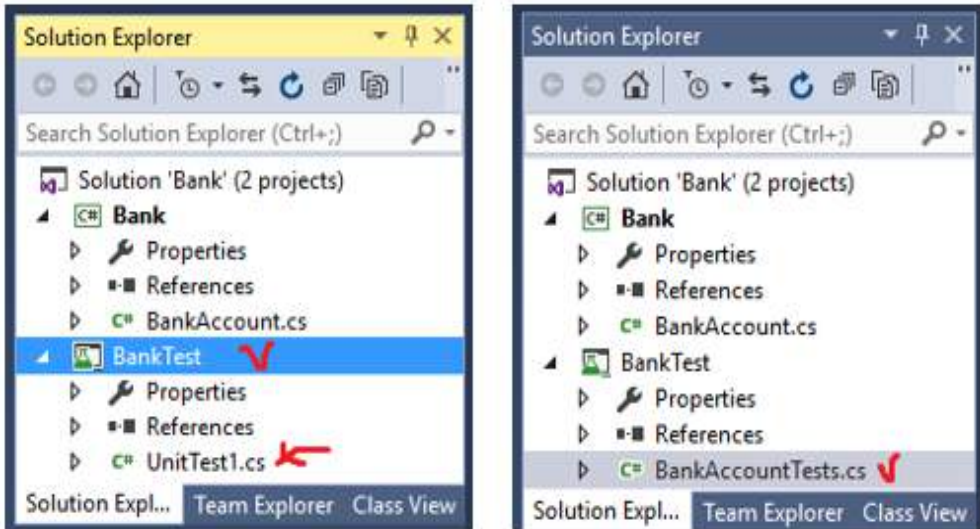 Solution Explorer
Search Solution Explorer (Ctrl+;)
Solution 'Bank' (2 projects)
C# Bank
Properties
References
C# BankAccount.cs
BankTest
Properties
References
C# UnitTest1.cs
Solution Expl... Team Explorer Class View
Solution Explorer
Search Solution Explorer (Ctrl+;)
Solution 'Bank' (2 projects)
C# Bank
Properties
References
C# BankAccount.cs
BankTest
Properties
References
C# BankAccountTests.cs
Solution Expl... Team Explorer Class View